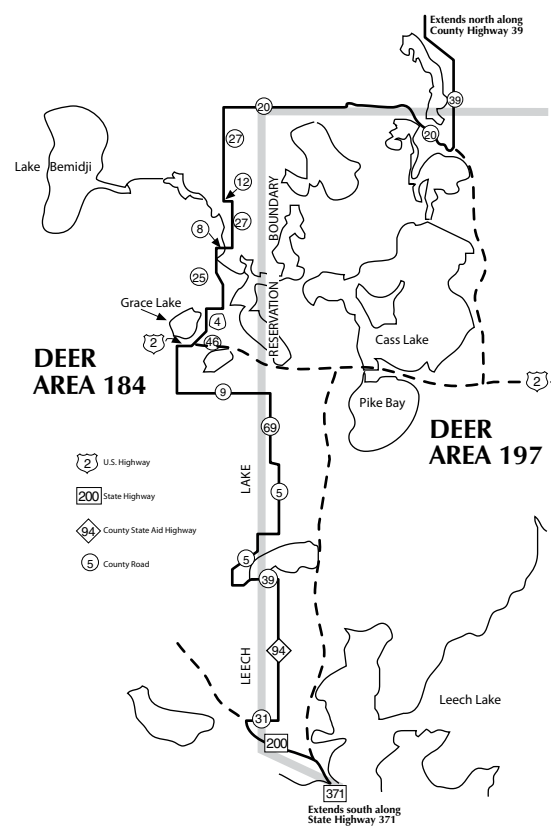 Extends north along
County Highway 39
39
20
20
27
12
Lake Bemidji
27
8
BOUNDARY
25
RESERVATION
Grace Lake
4
2
46
Cass Lake
DEER
AREA 184
2
9
Pike Bay
DEER
AREA 197
69
2 U.S. Highway
LAKE
200 State Highway
5
94 County State Aid Highway
5 County Road
5
39
94
LEECH
Leech Lake
31
200
371
Extends south along
State Highway 371